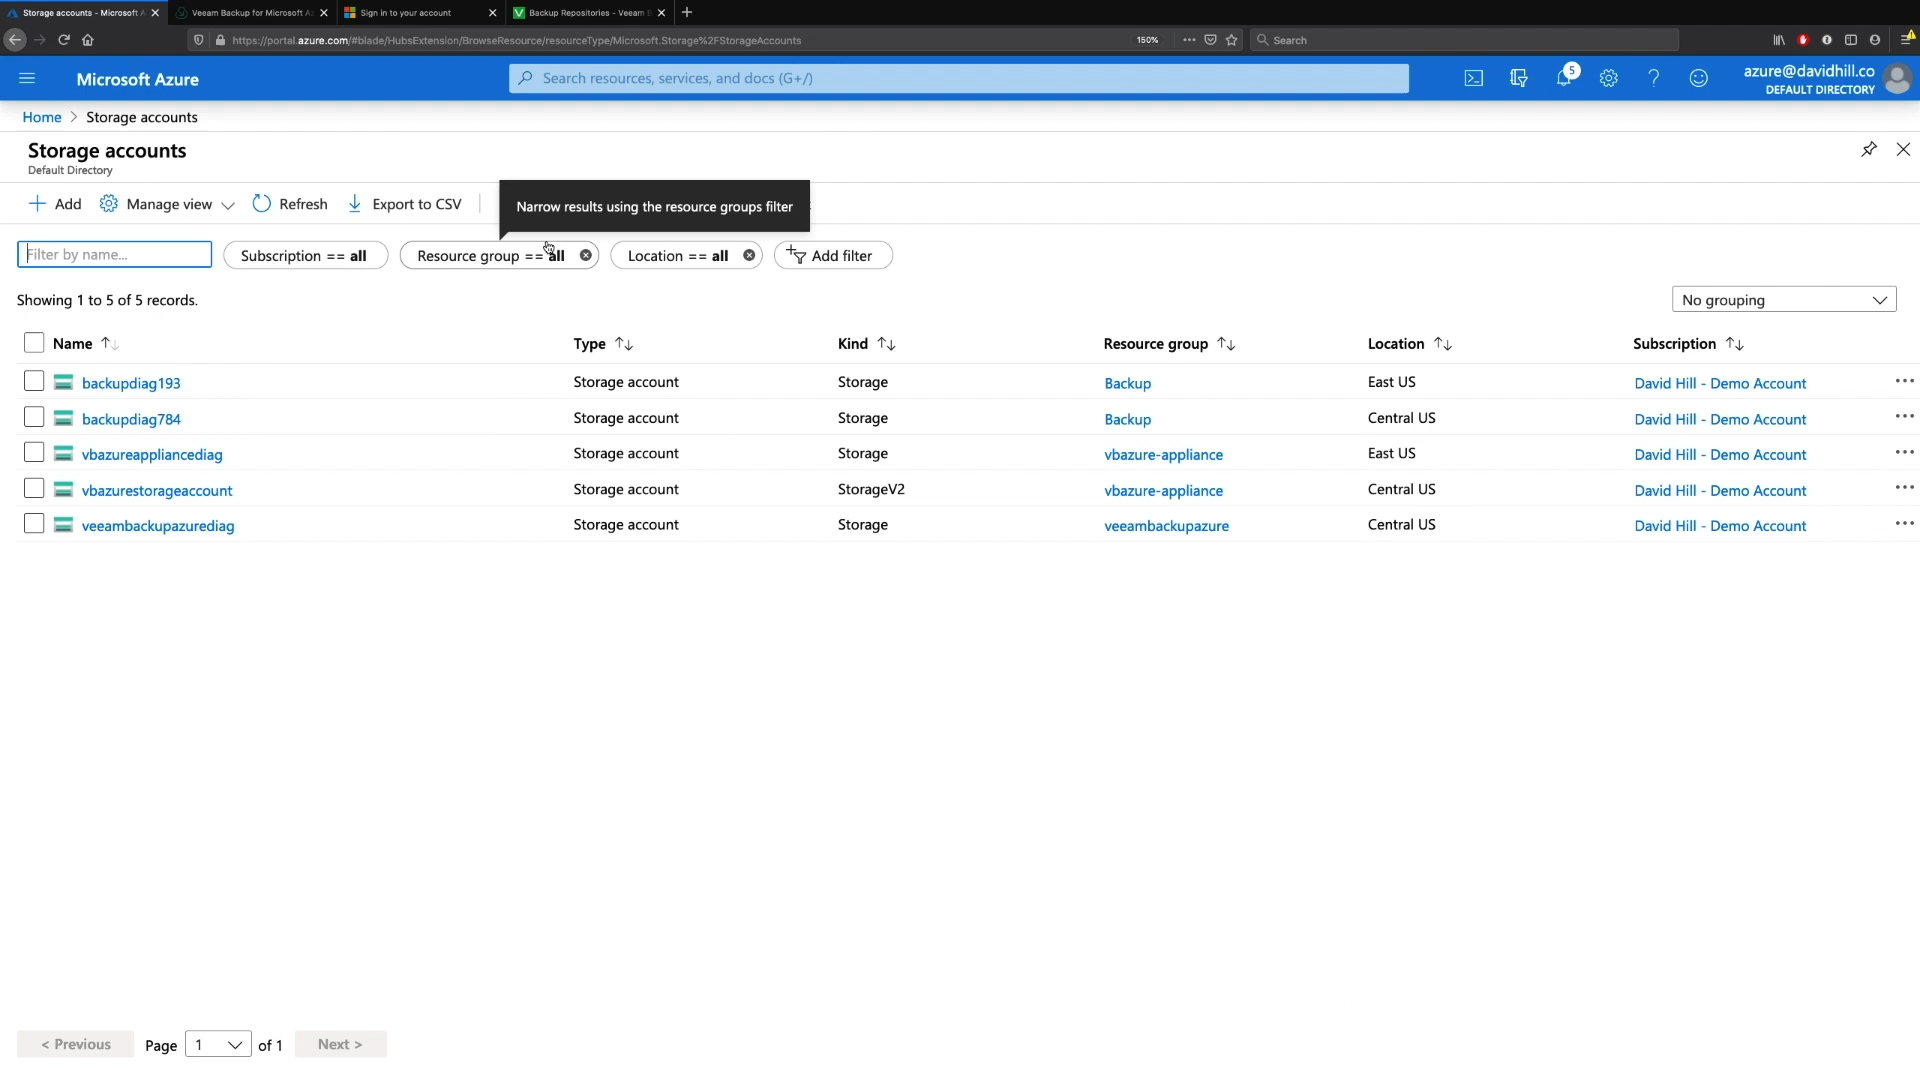 Storage accounts - Microsoft A
Veeam Backup for Microsoft Az
Sign in to your account
Backup Repositories - Veeam B
https://portal.azure.com/#blade/HubsExtension/BrowseResource/resourceType/Microsoft.Storage%2FStorageAccounts
150%
Search
Microsoft Azure
Search resources, services, and docs (G+/)
5
azure@davidhill.co
DEFAULT DIRECTORY
Home > Storage accounts
Storage accounts
Default Directory
Add
Manage view
Refresh
Export to CSV
Narrow results using the resource groups filter
Filter by name...
Subscription == all
Resource group == all
Location == all
Add filter
Showing 1 to 5 of 5 records.
No grouping
Name Type Kind Resource group Location Subscription
backupdiag193 Storage account Storage Backup East US David Hill - Demo Account
backupdiag784 Storage account Storage Backup Central US David Hill - Demo Account
vbazureappliancediag Storage account Storage vbazure-appliance East US David Hill - Demo Account
vbazurestorageaccount Storage account StorageV2 vbazure-appliance Central US David Hill - Demo Account
veeambackupazurediag Storage account Storage veeambackupazure Central US David Hill - Demo Account
< Previous Page 1 of 1 Next >